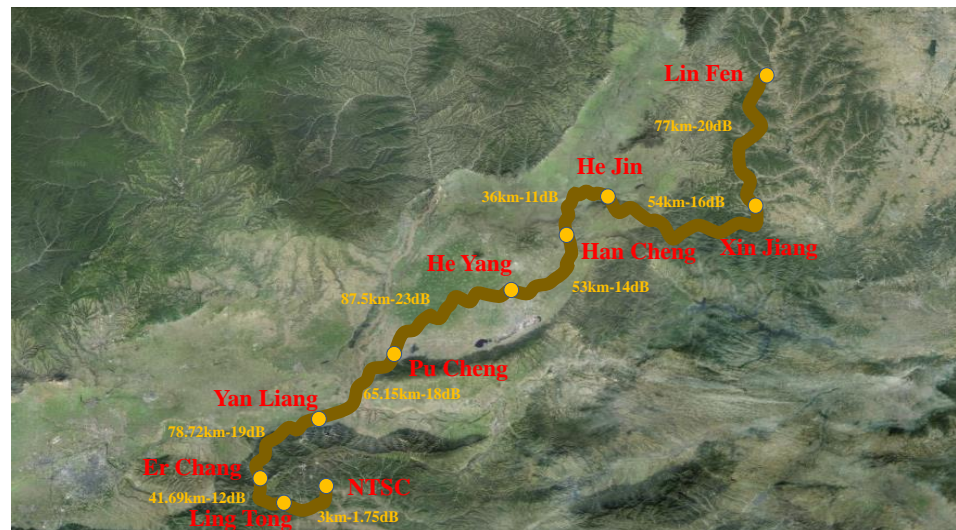 Lin Fen
77km-20dB
He Jin
36km-11dB
54km-16dB
Xin Jiang
Han Cheng
He Yang
53km-14dB
87.5km-23dB
Pu Cheng
65.15km-18dB
Yan Liang
78.72km-19dB
Er Chang
NTSC
41.69km-12dB
Ling Tong
3km-1.75dB